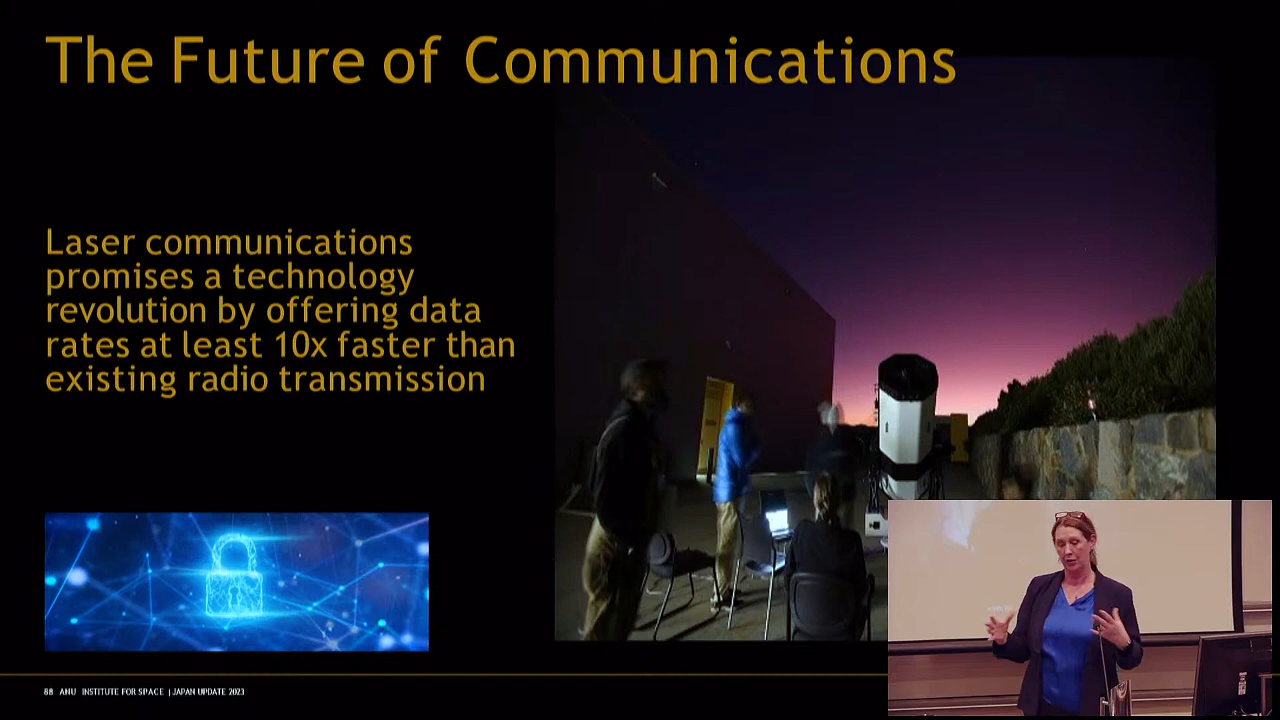 The Future of Communications
Laser communications
promises a technology
revolution by offering data
rates at least 10x faster than
existing radio transmission
88 ANU INSTITUTE FOR SPACE | JAPAN UPDATE 2023